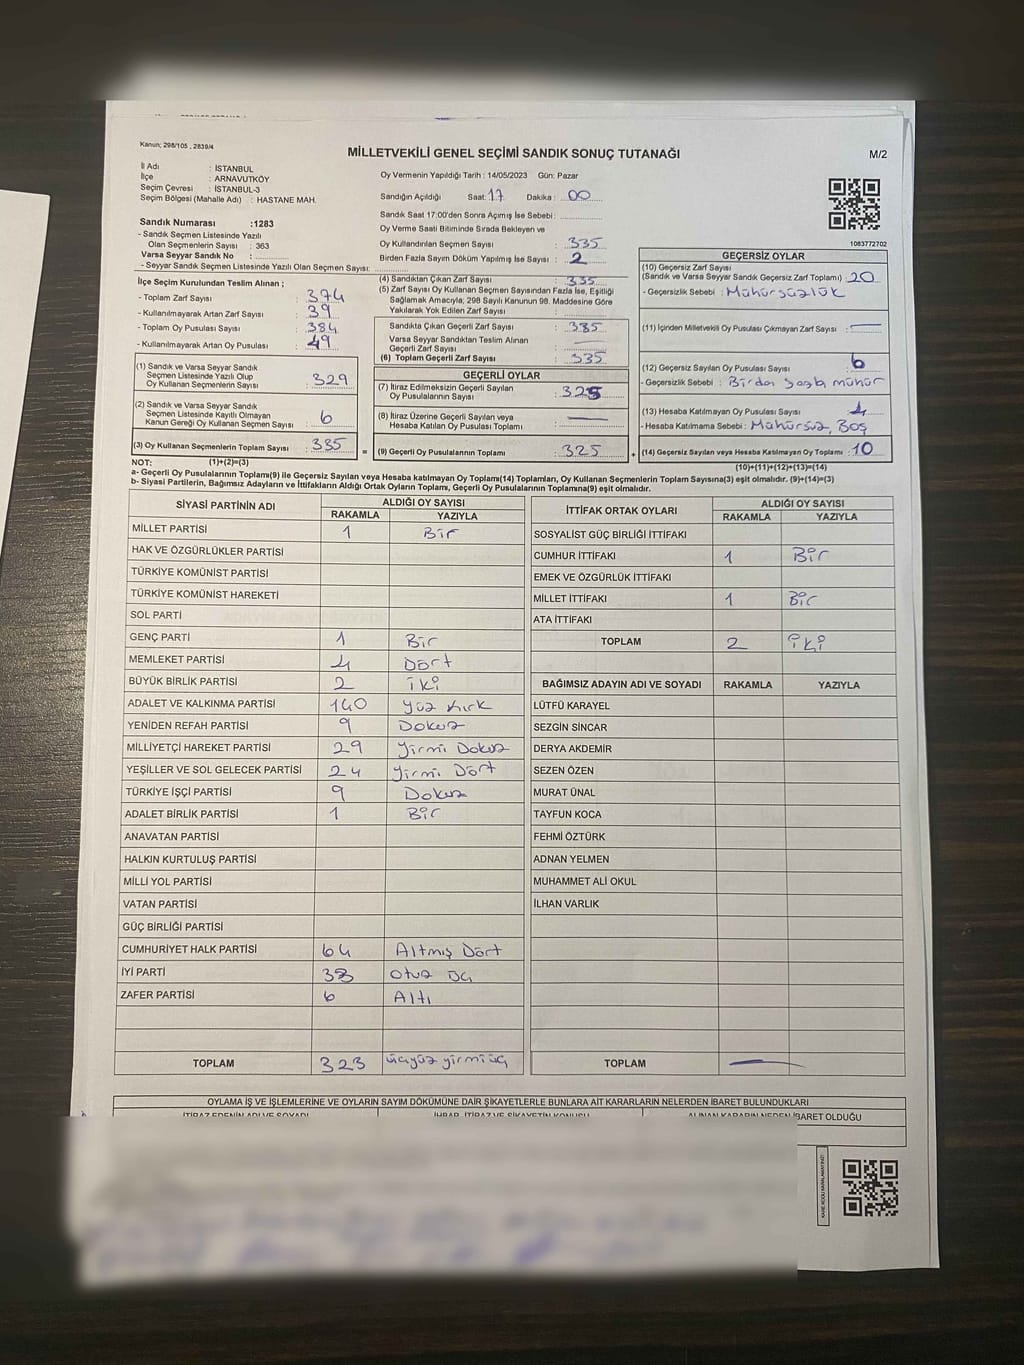 Kanun; 298/105 , 2839/4
MİLLETVEKİLİ GENEL SEÇİMİ SANDIK SONUÇ TUTANAĞI
M/2
İl Adı : İSTANBUL
İlçe : ARNAVUTKÖY
Seçim Çevresi : İSTANBUL-3
Seçim Bölgesi (Mahalle Adı) : HASTANE MAH.
Sandık Numarası :1283
- Sandık Seçmen Listesinde Yazılı
Olan Seçmenlerin Sayısı : 363
Varsa Seyyar Sandık No :
- Seyyar Sandık Seçmen Listesinde Yazılı Olan Seçmen Sayısı:
İlçe Seçim Kurulundan Teslim Alınan ;
- Toplam Zarf Sayısı : 374
- Kullanılmayarak Artan Zarf Sayısı : 39
- Toplam Oy Pusulası Sayısı : 384
- Kullanılmayarak Artan Oy Pusulası : 49
(1) Sandık ve Varsa Seyyar Sandık
Seçmen Listesinde Yazılı Olup
Oy Kullanan Seçmenlerin Sayısı : 329
(2) Sandık ve Varsa Seyyar Sandık
Seçmen Listesinde Kayıtlı Olmayan
Kanun Gereği Oy Kullanan Seçmen Sayısı : 6
(3) Oy Kullanan Seçmenlerin Toplam Sayısı : 335
(1)+(2)=(3)
Oy Vermenin Yapıldığı Tarih : 14/05/2023 Gün: Pazar
Sandığın Açıldığı Saat: 17 Dakika : 00
Sandık Saat 17:00'den Sonra Açımış İse Sebebi :
Oy Verme Saati Bitiminde Sırada Bekleyen ve
Oy Kullandırılan Seçmen Sayısı : 335
Birden Fazla Sayım Döküm Yapılmış İse Sayısı : 2
(4) Sandıktan Çıkan Zarf Sayısı : 335
(5) Zarf Sayısı Oy Kullanan Seçmen Sayısından Fazla İse, Eşitliği
Sağlamak Amacıyla, 298 Sayılı Kanunun 98. Maddesine Göre
Yakılarak Yok Edilen Zarf Sayısı :
Sandıkta Çıkan Geçerli Zarf Sayısı : 335
Varsa Seyyar Sandıktan Teslim Alınan
Geçerli Zarf Sayısı :
(6) Toplam Geçerli Zarf Sayısı : 335
GEÇERLİ OYLAR
(7) İtiraz Edilmeksizin Geçerli Sayılan
Oy Pusulalarının Sayısı : 325
(8) İtiraz Üzerine Geçerli Sayılan veya
Hesaba Katılan Oy Pusulalarının Toplamı :
= (9) Geçerli Oy Pusulalarının Toplamı : 325 +
1083772702
GEÇERSİZ OYLAR
(10) Geçersiz Zarf Sayısı
(Sandık ve Varsa Seyyar Sandık Geçersiz Zarf Toplamı) : 20
- Geçersizlik Sebebi : Mühürsüzlük
(11) İçinden Milletvekili Oy Pusulası Çıkmayan Zarf Sayısı :
(12) Geçersiz Sayılan Oy Pusulası Sayısı : 6
- Geçersizlik Sebebi : Birden fazla mühür
(13) Hesaba Katılmayan Oy Pusulası Sayısı : 4
- Hesaba Katılmama Sebebi : Mühürsüz, Boş
(14) Geçersiz Sayılan veya Hesaba Katılmayan Oy Toplamı : 10
(10)+(11)+(12)+(13)=(14)
NOT:
a- Geçerli Oy Pusulalarının Toplamı(9) ile Geçersiz Sayılan veya Hesaba katılmayan Oy Toplamı(14) Toplamları, Oy Kullanan Seçmenlerin Toplam Sayısına(3) eşit olmalıdır. (9)+(14)=(3)
b- Siyasi Partilerin, Bağımsız Adayların ve İttifakların Aldığı Ortak Oyların Toplamı, Geçerli Oy Pusulalarının Toplamına(9) eşit olmalıdır.
SİYASİ PARTİNİN ADI ALDIĞI OY SAYISI
RAKAMLA YAZIYLA
MİLLET PARTİSİ 1 Bir
HAK VE ÖZGÜRLÜKLER PARTİSİ
TÜRKİYE KOMÜNİST PARTİSİ
TÜRKİYE KOMÜNİST HAREKETİ
SOL PARTİ
GENÇ PARTİ 1 Bir
MEMLEKET PARTİSİ 4 Dört
BÜYÜK BİRLİK PARTİSİ 2 iki
ADALET VE KALKINMA PARTİSİ 140 Yüz Kırk
YENİDEN REFAH PARTİSİ 9 Dokuz
MİLLİYETÇİ HAREKET PARTİSİ 29 Yirmi Dokuz
YEŞİLLER VE SOL GELECEK PARTİSİ 24 Yirmi Dört
TÜRKİYE İŞÇİ PARTİSİ 9 Dokuz
ADALET BİRLİK PARTİSİ 1 Bir
ANAVATAN PARTİSİ
HALKIN KURTULUŞ PARTİSİ
MİLLİ YOL PARTİSİ
VATAN PARTİSİ
GÜÇ BİRLİĞİ PARTİSİ
CUMHURİYET HALK PARTİSİ 64 Altmış Dört
İYİ PARTİ 33 Otuz Üç
ZAFER PARTİSİ 6 Altı
TOPLAM 323 üçyüz yirmi üç
İTTİFAK ORTAK OYLARI ALDIĞI OY SAYISI
RAKAMLA YAZIYLA
SOSYALİST GÜÇ BİRLİĞİ İTTİFAKI
CUMHUR İTTİFAKI 1 Bir
EMEK VE ÖZGÜRLÜK İTTİFAKI
MİLLET İTTİFAKI 1 Bir
ATA İTTİFAKI
TOPLAM 2 iki
BAĞIMSIZ ADAYIN ADI VE SOYADI RAKAMLA YAZIYLA
LÜTFÜ KARAYEL
SEZGİN SİNCAR
DERYA AKDEMİR
SEZEN ÖZEN
MURAT ÜNAL
TAYFUN KOCA
FEHMİ ÖZTÜRK
ADNAN YELMEN
MUHAMMET ALİ OKUL
İLHAN VARLIK
TOPLAM
OYLAMA İŞ VE İŞLEMLERİNE VE OYLARIN SAYIM DÖKÜMÜNE DAİR ŞİKAYETLERLE BUNLARA AİT KARARLARIN NELERDEN İBARET BULUNDUKLARI
İTİRAZ EDENİN ADI VE SOYADI İHBAR, İTİRAZ VE ŞİKAYETİN KONUSU ALINAN KARARIN NEDEN İBARET OLDUĞU